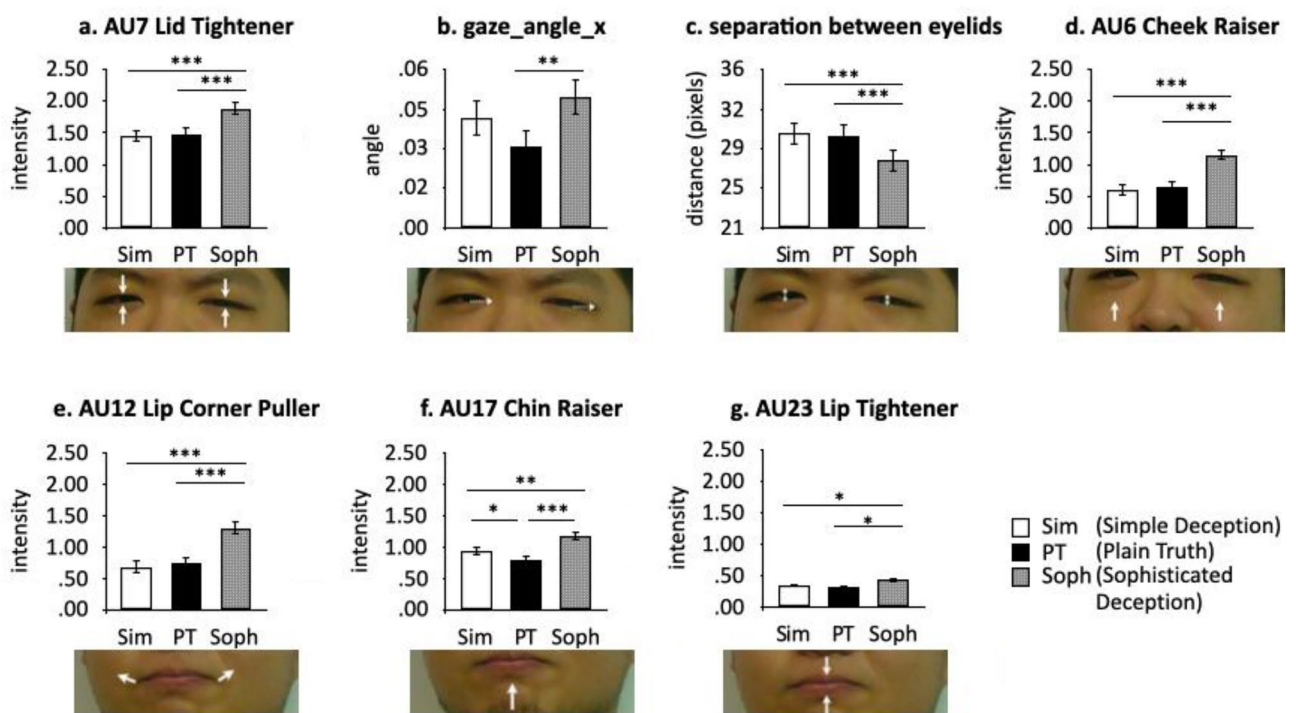 a. AU7 Lid Tightener
b. gaze_angle_x
c. separation between eyelids
d. AU6 Cheek Raiser
intensity
2.50
2.00
1.50
1.00
.50
.00
***
***
Sim PT Soph
angle
.06
.05
.03
.02
.00
**
Sim PT Soph
distance (pixels)
36
32
29
25
21
***
***
Sim PT Soph
intensity
2.50
2.00
1.50
1.00
.50
.00
***
***
Sim PT Soph
e. AU12 Lip Corner Puller
f. AU17 Chin Raiser
g. AU23 Lip Tightener
intensity
2.50
2.00
1.50
1.00
.50
.00
***
***
Sim PT Soph
intensity
2.50
2.00
1.50
1.00
.50
.00
**
* ***
Sim PT Soph
intensity
2.50
2.00
1.50
1.00
.50
.00
*
*
Sim PT Soph
Sim (Simple Deception)
PT (Plain Truth)
Soph (Sophisticated
Deception)